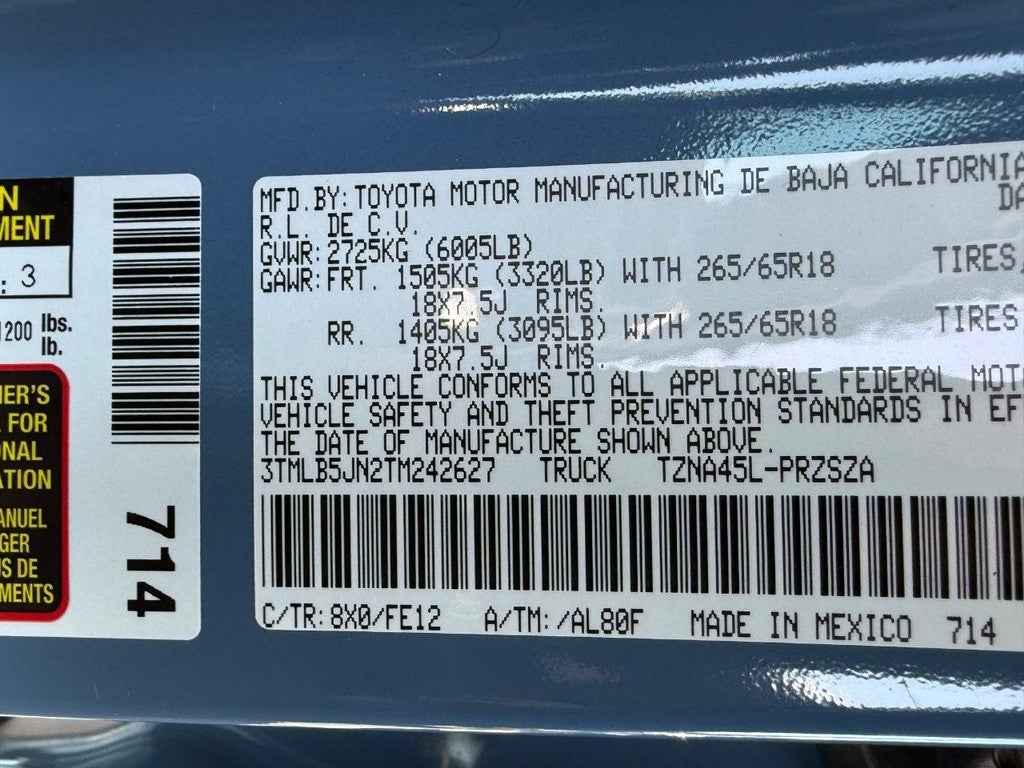 N
MENT
: 3
1200 lbs.
lb.
NER'S
FOR
ONAL
ATION
ANUEL
GER
US DE
MENTS
714
MFD.BY:TOYOTA MOTOR MANUFACTURING DE BAJA CALIFORNIA
DA
R.L. DE C.V.
GVWR:2725KG (6005LB)
GAWR:FRT. 1505KG (3320LB) WITH 265/65R18 TIRES,
18X7.5J RIMS,
RR. 1405KG (3095LB) WITH 265/65R18 TIRES
18X7.5J RIMS.
THIS VEHICLE CONFORMS TO ALL APPLICABLE FEDERAL MOTO
VEHICLE SAFETY AND THEFT PREVENTION STANDARDS IN EF
THE DATE OF MANUFACTURE SHOWN ABOVE.
3TMLB5JN2TM242627 TRUCK TZNA45L-PRZSZA
C/TR:8X0/FE12 A/TM:/AL80F MADE IN MEXICO 714